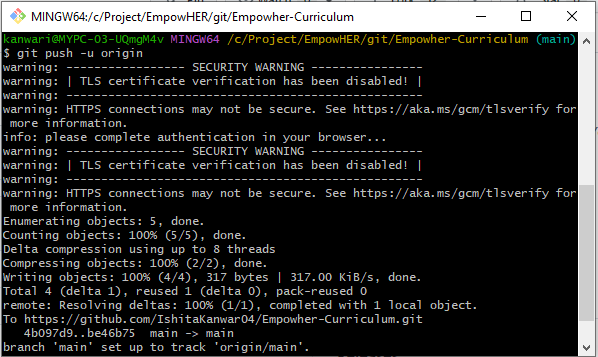 MINGW64:/c/Project/EmpowHER/git/Empowher-Curriculum
kanwari@MYPC-O3-UQmgM4v MINGW64 /c/Project/EmpowHER/git/Empowher-Curriculum (main)
$ git push -u origin
warning: ----------------- SECURITY WARNING ----------------
warning: | TLS certificate verification has been disabled! |
warning: ---------------------------------------------------
warning: HTTPS connections may not be secure. See https://aka.ms/gcm/tlsverify for
 more information.
info: please complete authentication in your browser...
warning: ----------------- SECURITY WARNING ----------------
warning: | TLS certificate verification has been disabled! |
warning: ---------------------------------------------------
warning: HTTPS connections may not be secure. See https://aka.ms/gcm/tlsverify for
 more information.
Enumerating objects: 5, done.
Counting objects: 100% (5/5), done.
Delta compression using up to 8 threads
Compressing objects: 100% (2/2), done.
Writing objects: 100% (4/4), 317 bytes | 317.00 KiB/s, done.
Total 4 (delta 1), reused 1 (delta 0), pack-reused 0
remote: Resolving deltas: 100% (1/1), completed with 1 local object.
To https://github.com/IshitaKanwar04/Empowher-Curriculum.git
   4b097d9..be46b75  main -> main
branch 'main' set up to track 'origin/main'.